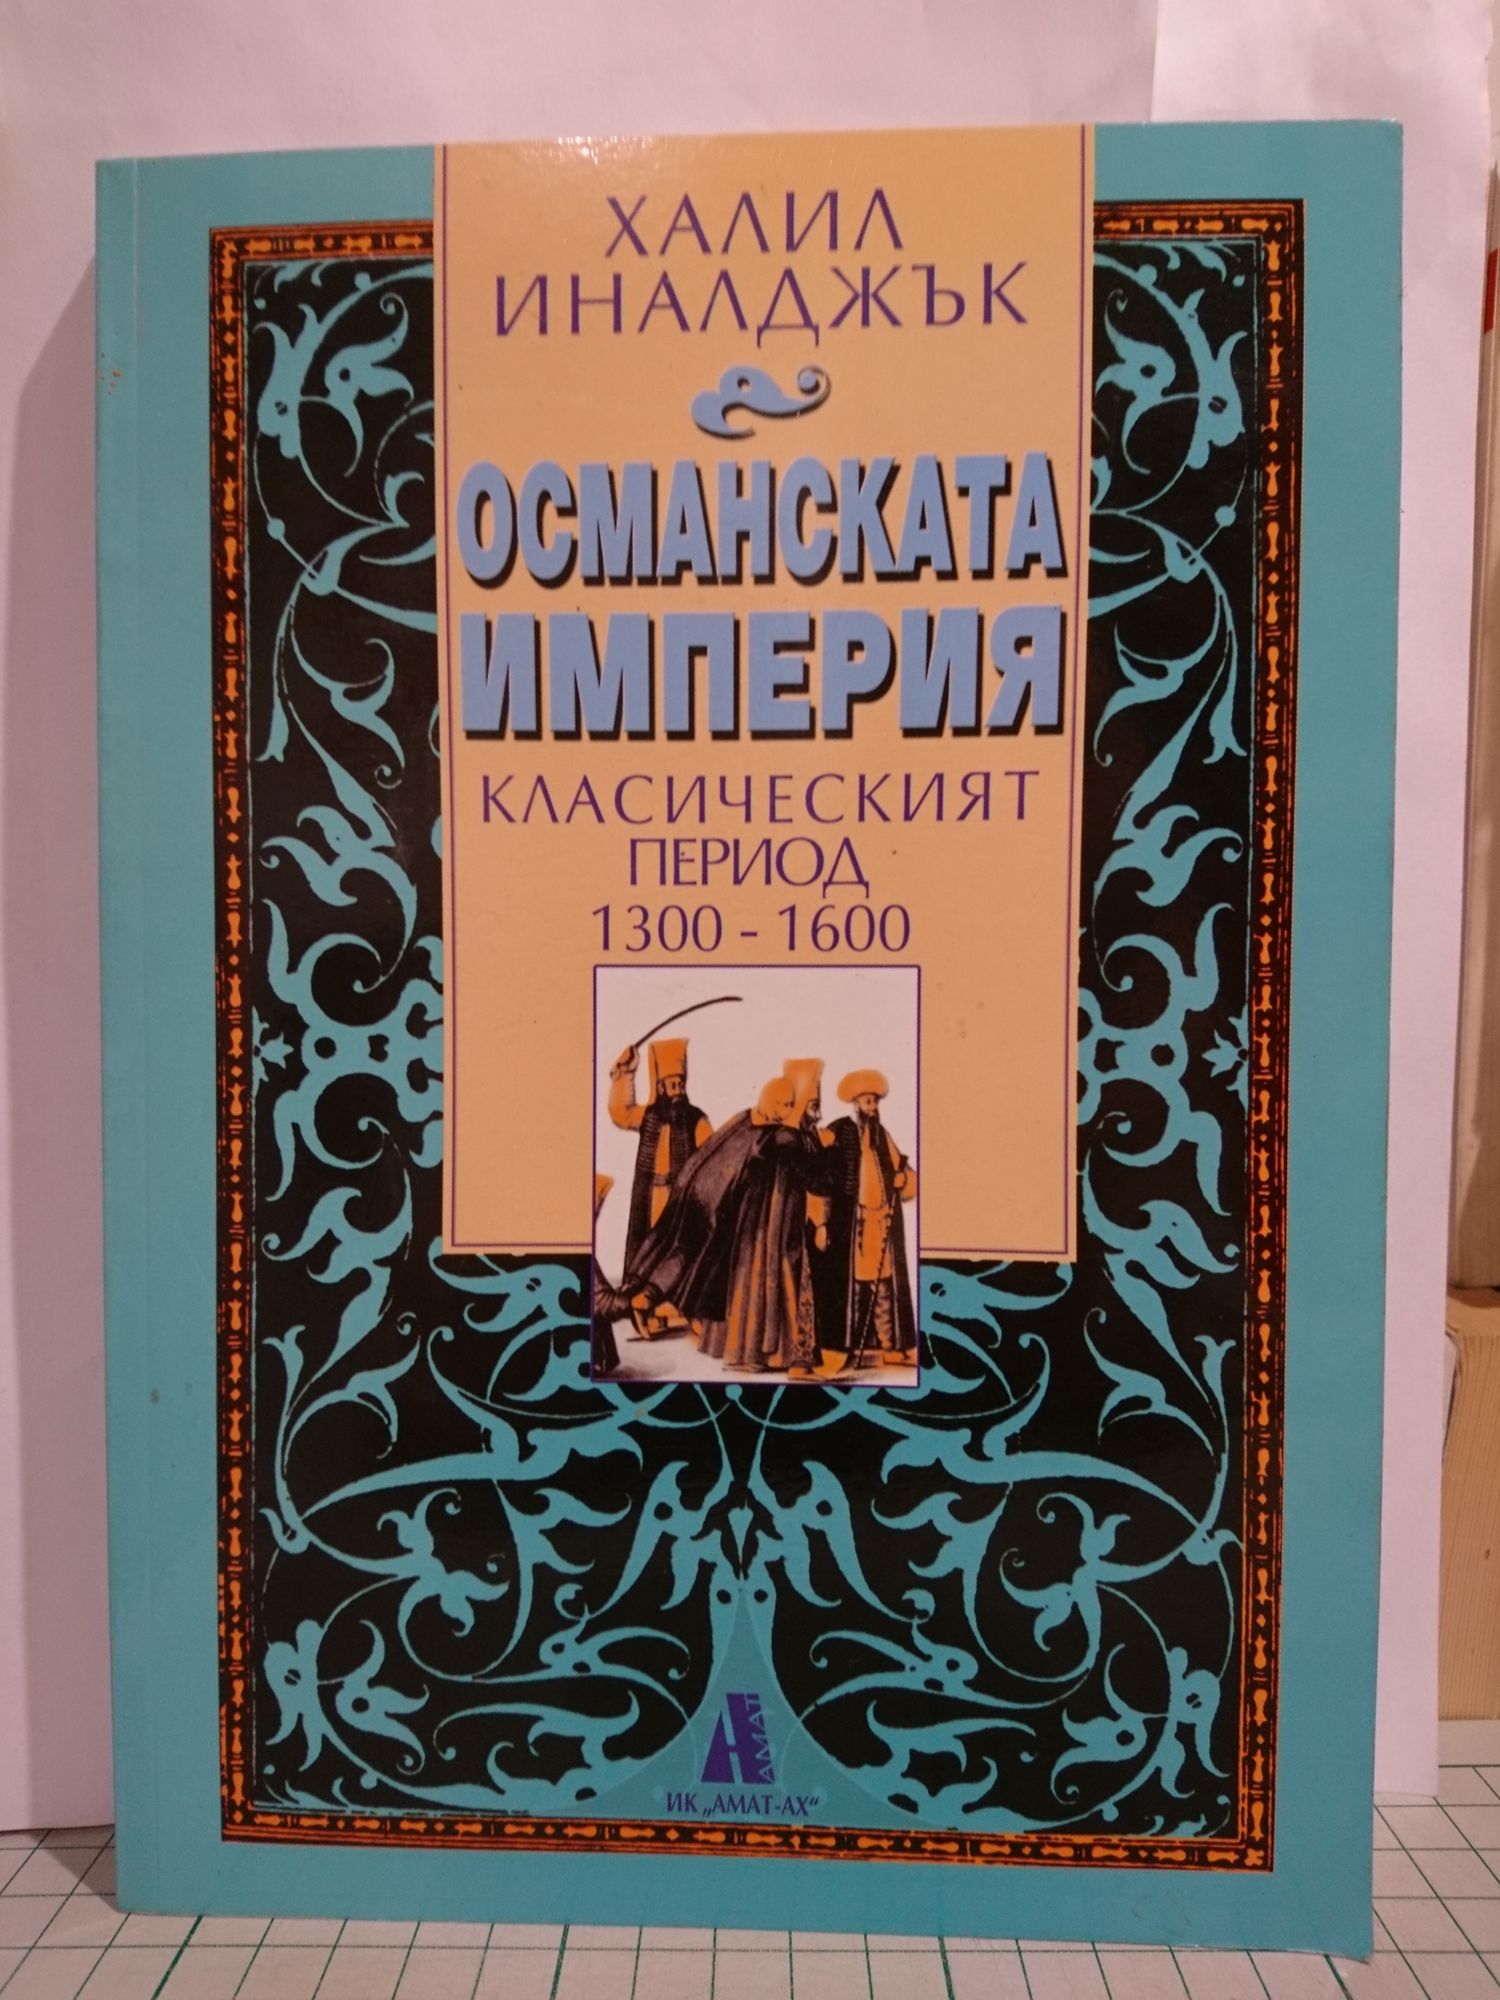 ХАЛИЛ
ИНАЛДЖЪК
ОСМАНСКАТА
ИМПЕРИЯ
КЛАСИЧЕСКИЯТ
ПЕРИОД
1300 - 1600
А АМАТ
ИК „АМАТ-АХ“